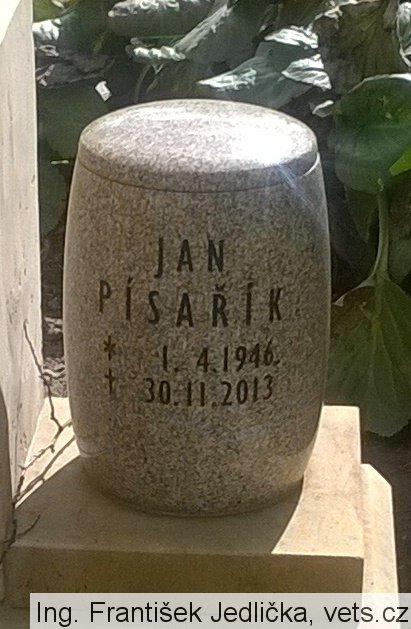 JAN
PÍSAŘÍK
* 1. 4.1946.
† 30.11.2013
Ing. František Jedlička, vets.cz